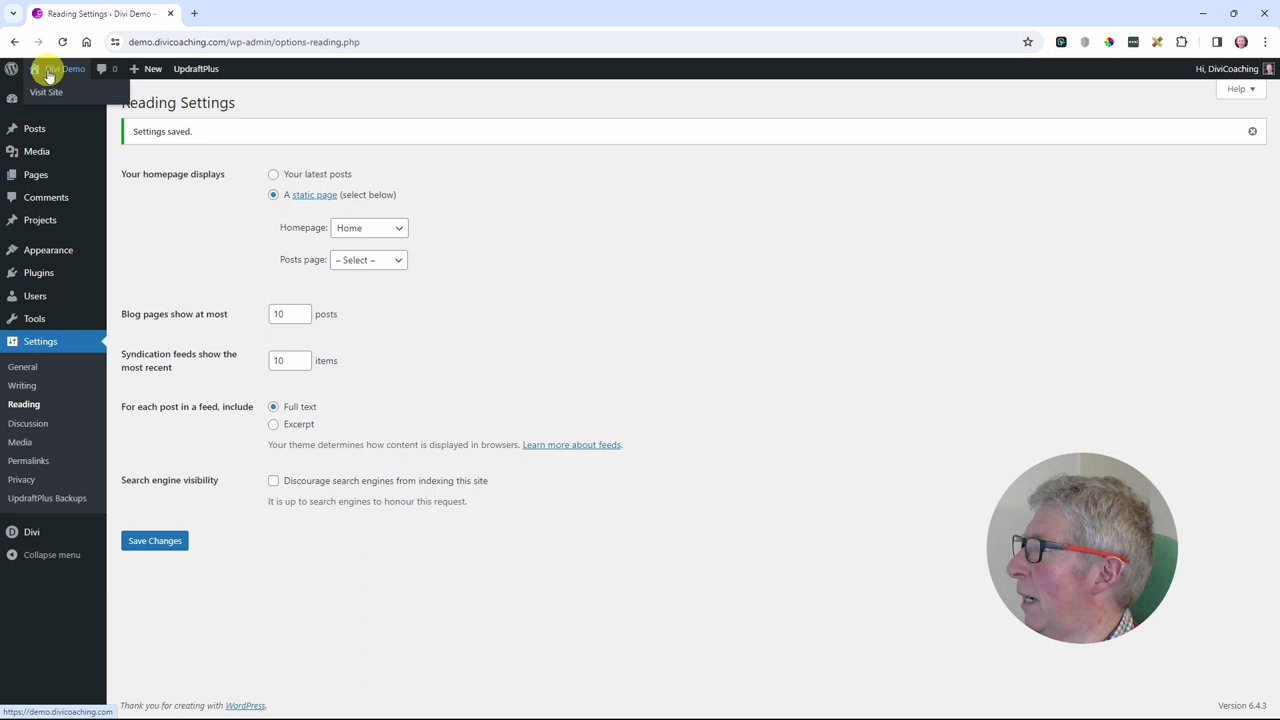 Reading Settings ‹ Divi Demo —
demo.divicoaching.com/wp-admin/options-reading.php
Divi Demo
0
New
UpdraftPlus
Hi, DiviCoaching
Visit Site
Reading Settings
Help
Settings saved.
Posts
Media
Pages
Comments
Projects
Appearance
Plugins
Users
Tools
Settings
General
Writing
Reading
Discussion
Media
Permalinks
Privacy
UpdraftPlus Backups
Divi
Collapse menu
Your homepage displays
Your latest posts
A static page (select below)
Homepage: Home
Posts page: – Select –
Blog pages show at most
10 posts
Syndication feeds show the
most recent
10 items
For each post in a feed, include
Full text
Excerpt
Your theme determines how content is displayed in browsers. Learn more about feeds.
Search engine visibility
Discourage search engines from indexing this site
It is up to search engines to honour this request.
Save Changes
Thank you for creating with WordPress.
Version 6.4.3
https://demo.divicoaching.com